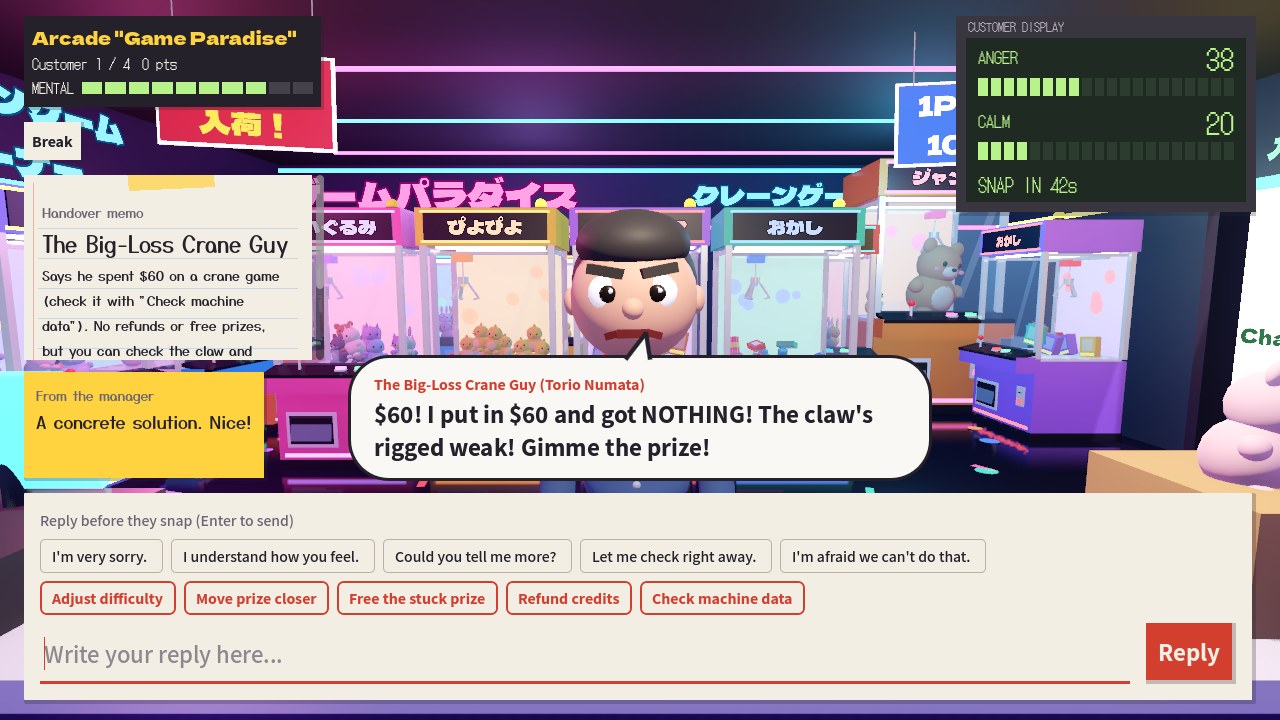 Arcade "Game Paradise"
Customer 1 / 4 0 pts
MENTAL
Break
入荷！
Handover memo
The Big-Loss Crane Guy
Says he spent $60 on a crane game
(check it with "Check machine
data"). No refunds or free prizes,
but you can check the claw and
From the manager
A concrete solution. Nice!
CUSTOMER DISPLAY
ANGER 38
CALM 20
SNAP IN 42s
ームパラダイス
クレーンゲー
ぐるみ
ぴよぴよ
おかし
おかし
1P
10
ジャン
Cha
The Big-Loss Crane Guy (Torio Numata)
$60! I put in $60 and got NOTHING! The claw's
rigged weak! Gimme the prize!
Reply before they snap (Enter to send)
I'm very sorry. I understand how you feel. Could you tell me more? Let me check right away. I'm afraid we can't do that.
Adjust difficulty Move prize closer Free the stuck prize Refund credits Check machine data
Write your reply here...
Reply